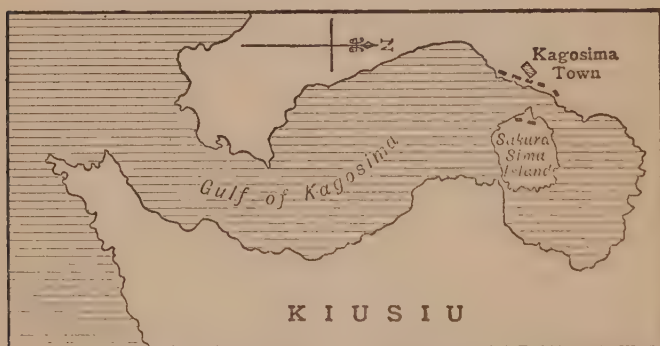 N
Kagosima
Town
Sakura
Sima
Island
Gulf of Kagosima
KIUSIU